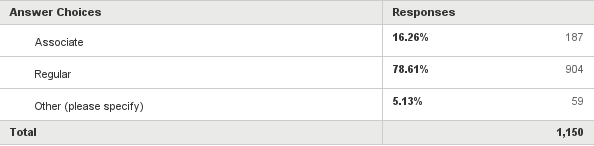 Answer Choices Responses
Associate 16.26% 187
Regular 78.61% 904
Other (please specify) 5.13% 59
Total 1,150